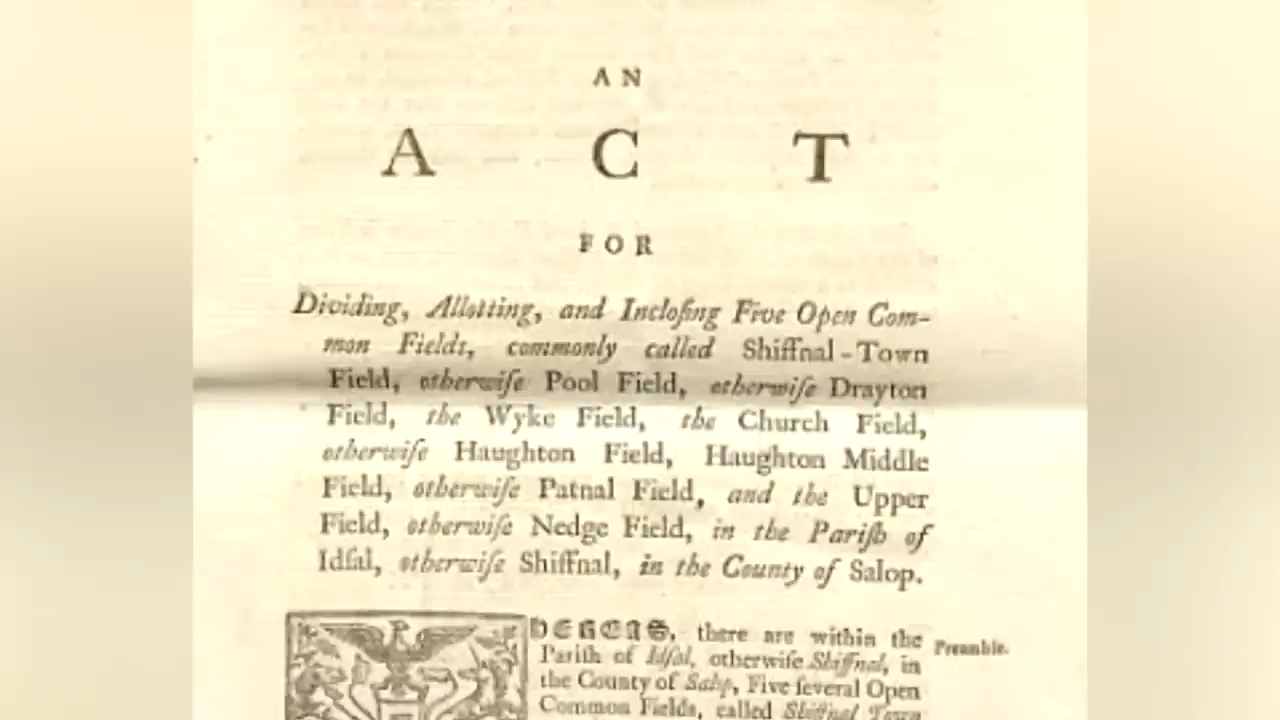 AN
ACT
FOR
Dividing, Allotting, and Incloſing Five Open Com-
mon Fields, commonly called Shiffnal-Town
Field, otherwiſe Pool Field, otherwiſe Drayton
Field, the Wyke Field, the Church Field,
otherwiſe Haughton Field, Haughton Middle
Field, otherwiſe Patnal Field, and the Upper
Field, otherwiſe Nedge Field, in the Pariſh of
Idſal, otherwiſe Shiffnal, in the County of Salop.
there are within the
Preamble.
Pariſh of Idſal, otherwiſe Shiffnal, in
the County of Salop, Five ſeveral Open
Common Fields, called Shiffnal Town